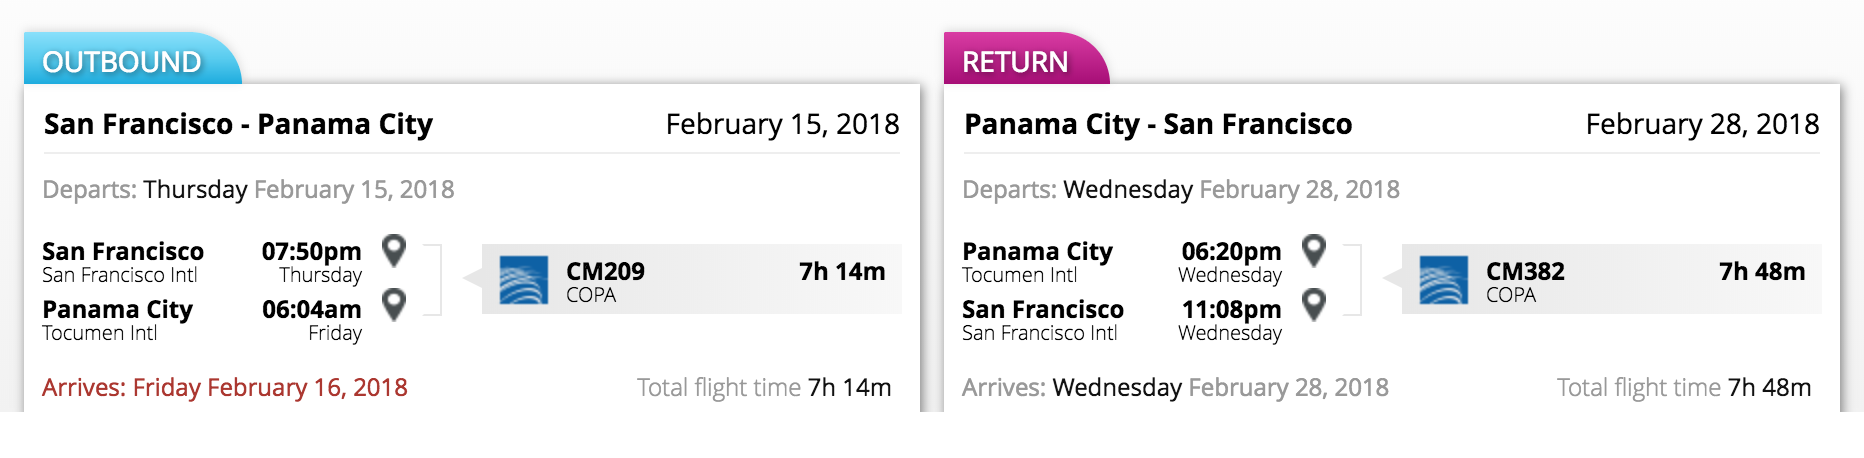 OUTBOUND
San Francisco - Panama City February 15, 2018
Departs: Thursday February 15, 2018
San Francisco 07:50pm
San Francisco Intl Thursday
CM209 7h 14m
COPA
Panama City 06:04am
Tocumen Intl Friday
Arrives: Friday February 16, 2018 Total flight time 7h 14m
RETURN
Panama City - San Francisco February 28, 2018
Departs: Wednesday February 28, 2018
Panama City 06:20pm
Tocumen Intl Wednesday
CM382 7h 48m
COPA
San Francisco 11:08pm
San Francisco Intl Wednesday
Arrives: Wednesday February 28, 2018 Total flight time 7h 48m